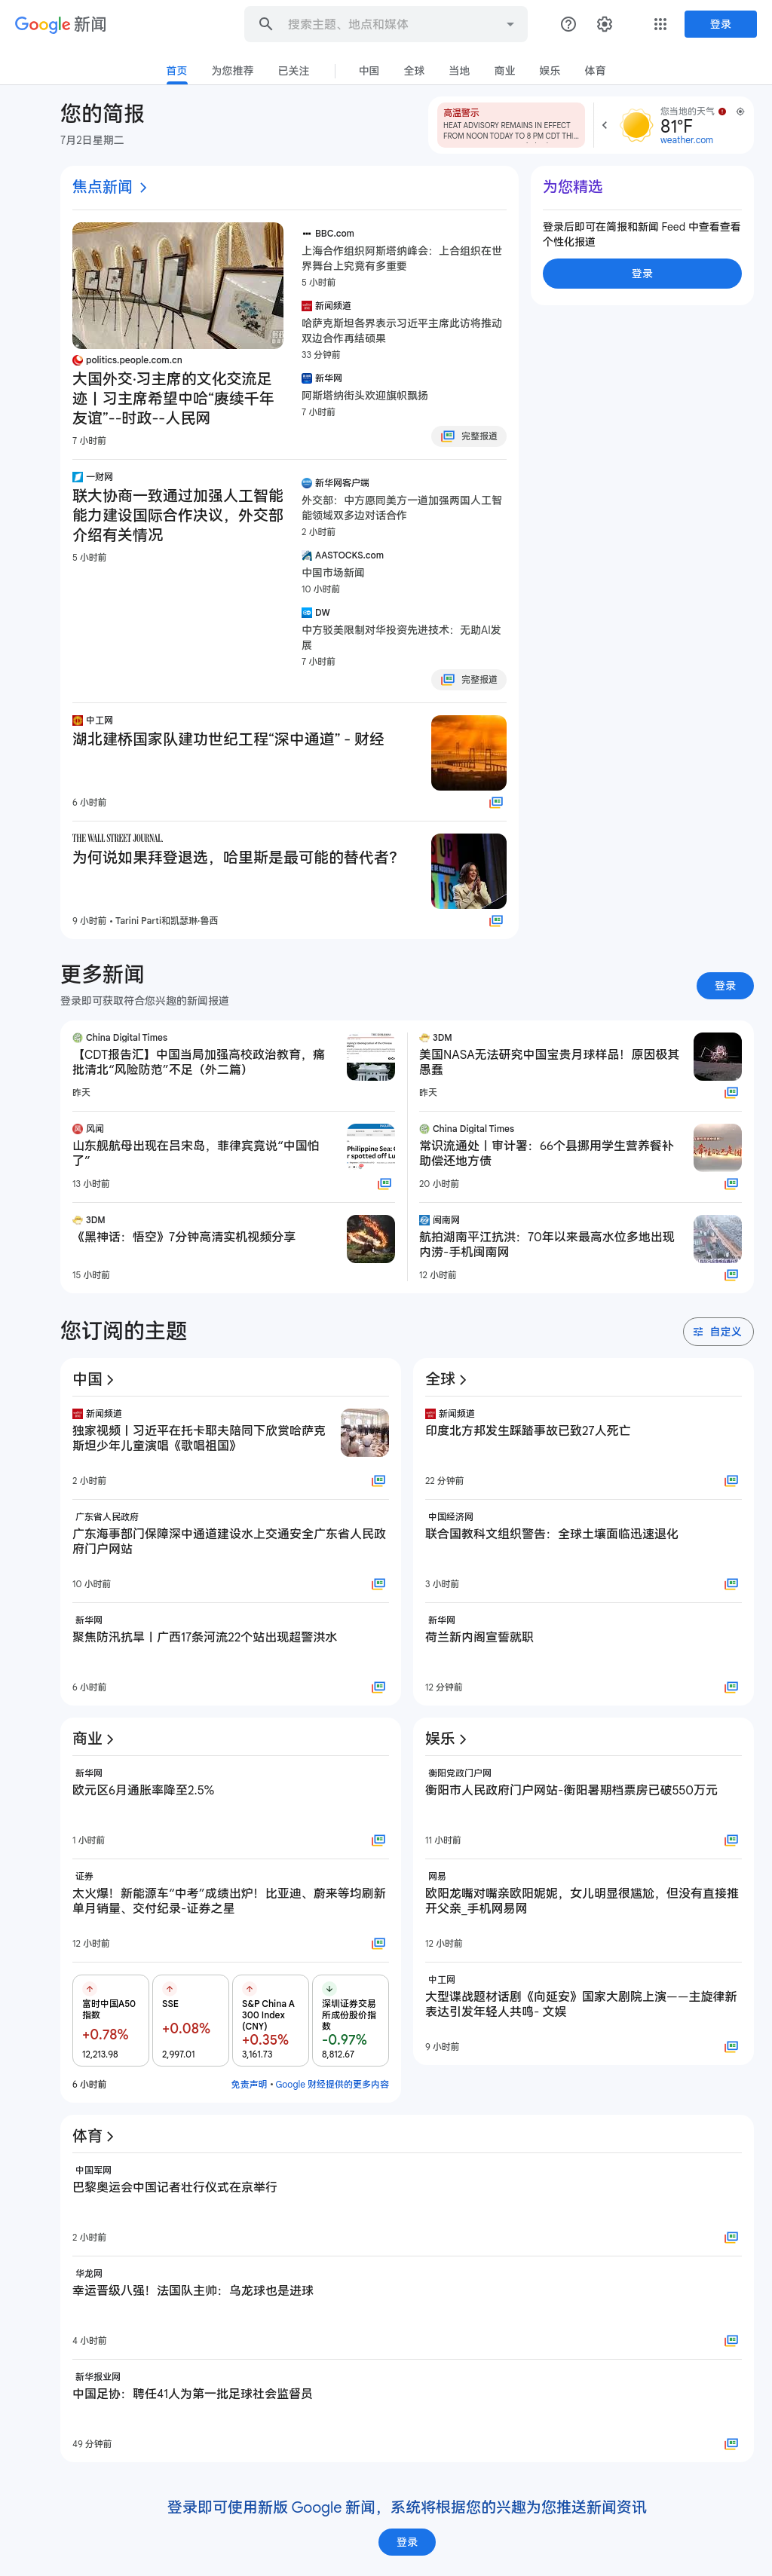 Google 新闻
搜索主题、地点和媒体
登录
首页
为您推荐
已关注
中国
全球
当地
商业
娱乐
体育
您的简报
7月2日星期二
高温警示
HEAT ADVISORY REMAINS IN EFFECT
FROM NOON TODAY TO 8 PM CDT THI...
您当地的天气
81°F
weather.com
焦点新闻
politics.people.com.cn
大国外交·习主席的文化交流足
迹丨习主席希望中哈“赓续千年
友谊”--时政--人民网
7 小时前
BBC.com
上海合作组织阿斯塔纳峰会：上合组织在世
界舞台上究竟有多重要
5 小时前
新闻频道
哈萨克斯坦各界表示习近平主席此访将推动
双边合作再结硕果
33 分钟前
新华网
阿斯塔纳街头欢迎旗帜飘扬
7 小时前
完整报道
一财网
联大协商一致通过加强人工智能
能力建设国际合作决议，外交部
介绍有关情况
5 小时前
新华网客户端
外交部：中方愿同美方一道加强两国人工智
能领域双多边对话合作
2 小时前
AASTOCKS.com
中国市场新闻
10 小时前
DW
中方驳美限制对华投资先进技术：无助AI发
展
7 小时前
完整报道
中工网
湖北建桥国家队建功世纪工程“深中通道” - 财经
6 小时前
THE WALL STREET JOURNAL.
为何说如果拜登退选，哈里斯是最可能的替代者？
9 小时前 • Tarini Parti和凯瑟琳·鲁西
为您精选
登录后即可在简报和新闻 Feed 中查看查看
个性化报道
登录
更多新闻
登录即可获取符合您兴趣的新闻报道
登录
China Digital Times
【CDT报告汇】中国当局加强高校政治教育，痛
批清北“风险防范”不足（外二篇）
昨天
3DM
美国NASA无法研究中国宝贵月球样品！原因极其
愚蠢
昨天
风闻
山东舰航母出现在吕宋岛，菲律宾竟说“中国怕
了”
13 小时前
Philippine Sea:
r spotted off Lu
China Digital Times
常识流通处丨审计署：66个县挪用学生营养餐补
助偿还地方债
20 小时前
3DM
《黑神话：悟空》7分钟高清实机视频分享
15 小时前
闽南网
航拍湖南平江抗洪：70年以来最高水位多地出现
内涝-手机闽南网
12 小时前
您订阅的主题
自定义
中国
新闻频道
独家视频丨习近平在托卡耶夫陪同下欣赏哈萨克
斯坦少年儿童演唱《歌唱祖国》
2 小时前
广东省人民政府
广东海事部门保障深中通道建设水上交通安全广东省人民政
府门户网站
10 小时前
新华网
聚焦防汛抗旱丨广西17条河流22个站出现超警洪水
6 小时前
全球
新闻频道
印度北方邦发生踩踏事故已致27人死亡
22 分钟前
中国经济网
联合国教科文组织警告：全球土壤面临迅速退化
3 小时前
新华网
荷兰新内阁宣誓就职
12 分钟前
商业
新华网
欧元区6月通胀率降至2.5%
1 小时前
证券
太火爆！新能源车“中考”成绩出炉！比亚迪、蔚来等均刷新
单月销量、交付纪录-证券之星
12 小时前
富时中国A50
指数
+0.78%
12,213.98
SSE
+0.08%
2,997.01
S&P China A
300 Index
(CNY)
+0.35%
3,161.73
深圳证券交易
所成份股价指
数
-0.97%
8,812.67
6 小时前
免责声明 • Google 财经提供的更多内容
娱乐
衡阳党政门户网
衡阳市人民政府门户网站-衡阳暑期档票房已破550万元
11 小时前
网易
欧阳龙嘴对嘴亲欧阳妮妮，女儿明显很尴尬，但没有直接推
开父亲_手机网易网
12 小时前
中工网
大型谍战题材话剧《向延安》国家大剧院上演——主旋律新
表达引发年轻人共鸣- 文娱
9 小时前
体育
中国军网
巴黎奥运会中国记者壮行仪式在京举行
2 小时前
华龙网
幸运晋级八强！法国队主帅：乌龙球也是进球
4 小时前
新华报业网
中国足协：聘任41人为第一批足球社会监督员
49 分钟前
登录即可使用新版 Google 新闻，系统将根据您的兴趣为您推送新闻资讯
登录